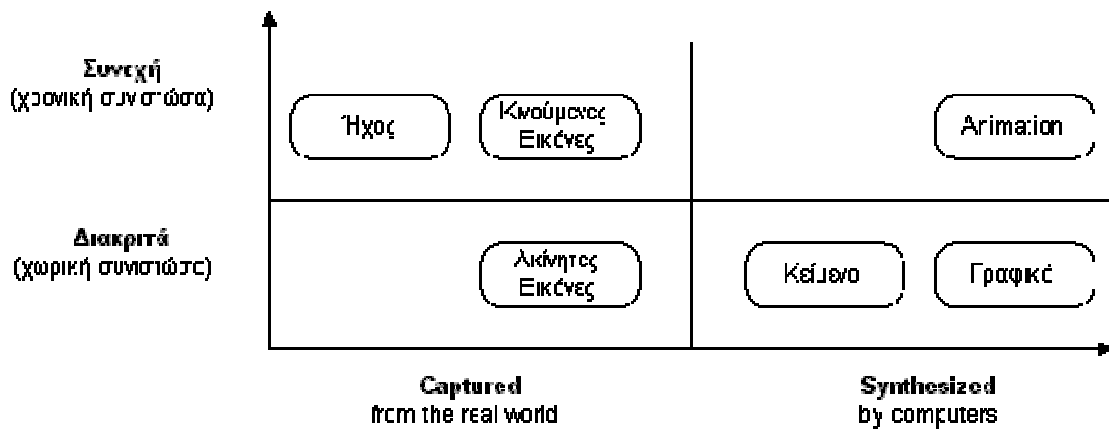 Συνεχή
(χρονική συνιστώσα)
Ήχος
Κινούμενες
Εικόνες
Animation
Διακριτά
(χωρική συνιστώσα)
Ακίνητες
Εικόνες
Κείμενο
Γραφικά
Captured
from the real world
Synthesized
by computers